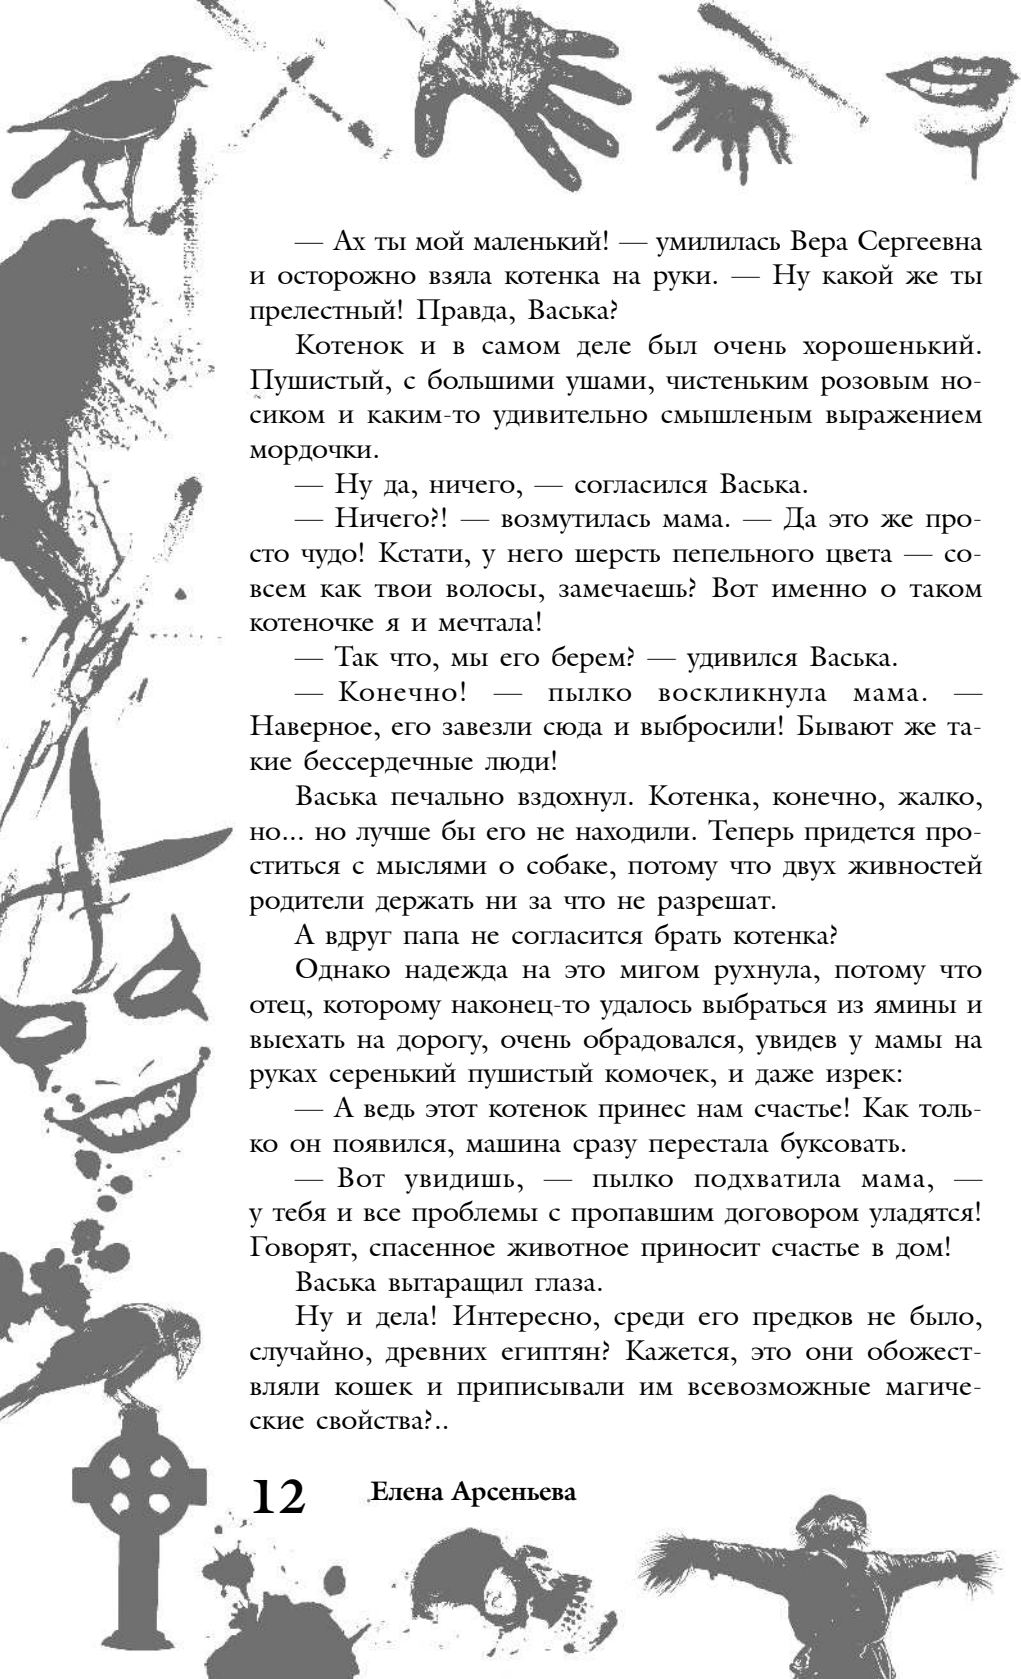 — Ах ты мой маленький! — умилилась Вера Сергеевна
и осторожно взяла котенка на руки. — Ну какой же ты
прелестный! Правда, Васька?
Котенок и в самом деле был очень хорошенький.
Пушистый, с большими ушами, чистеньким розовым но-
сиком и каким-то удивительно смышленым выражением
мордочки.
— Ну да, ничего, — согласился Васька.
— Ничего?! — возмутилась мама. — Да это же про-
сто чудо! Кстати, у него шерсть пепельного цвета — со-
всем как твои волосы, замечаешь? Вот именно о таком
котеночке я и мечтала!
— Так что, мы его берем? — удивился Васька.
— Конечно! — пылко воскликнула мама. —
Наверное, его завезли сюда и выбросили! Бывают же та-
кие бессердечные люди!
Васька печально вздохнул. Котенка, конечно, жалко,
но... но лучше бы его не находили. Теперь придется про-
ститься с мыслями о собаке, потому что двух живностей
родители держать ни за что не разрешат.
А вдруг папа не согласится брать котенка?
Однако надежда на это мигом рухнула, потому что
отец, которому наконец-то удалось выбраться из ямины и
выехать на дорогу, очень обрадовался, увидев у мамы на
руках серенький пушистый комочек, и даже изрек:
— А ведь этот котенок принес нам счастье! Как толь-
ко он появился, машина сразу перестала буксовать.
— Вот увидишь, — пылко подхватила мама, —
у тебя и все проблемы с пропавшим договором уладятся!
Говорят, спасенное животное приносит счастье в дом!
Васька вытаращил глаза.
Ну и дела! Интересно, среди его предков не было,
случайно, древних египтян? Кажется, это они обожест-
вляли кошек и приписывали им всевозможные магиче-
ские свойства?..
12 Елена Арсеньева